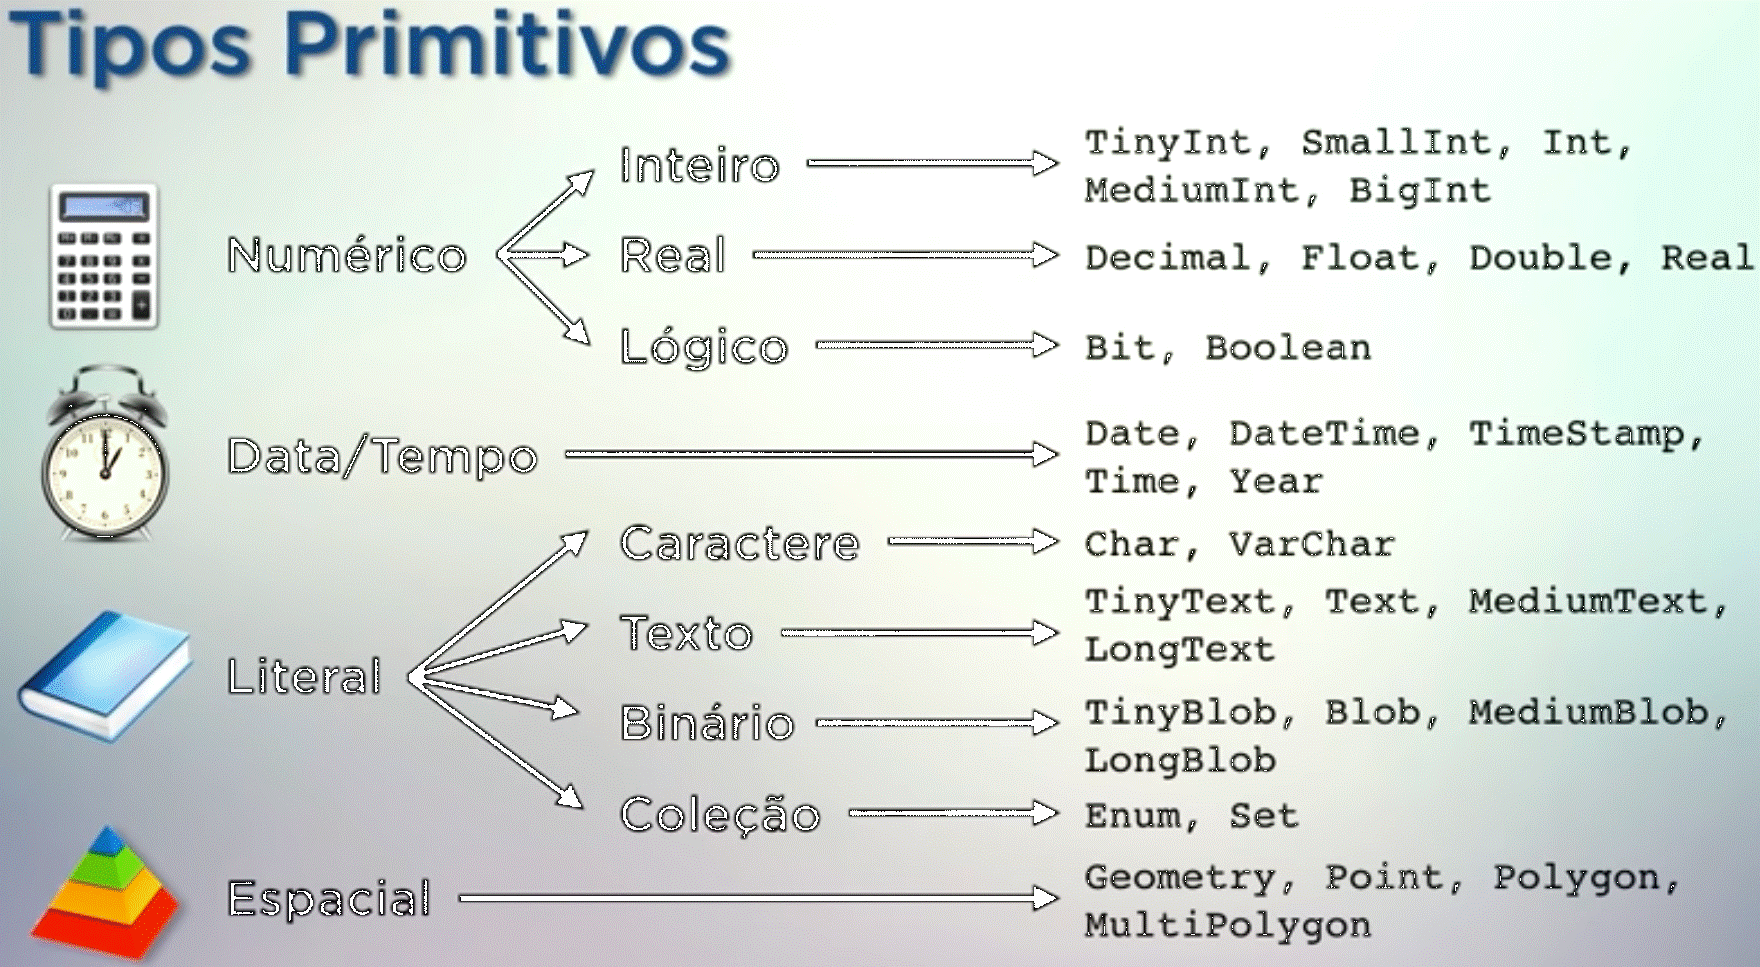 Tipos Primitivos
Numérico
Inteiro
TinyInt, SmallInt, Int,
MediumInt, BigInt
Real
Decimal, Float, Double, Real
Lógico
Bit, Boolean
Data/Tempo
Date, DateTime, TimeStamp,
Time, Year
Literal
Caractere
Char, VarChar
Texto
TinyText, Text, MediumText,
LongText
Binário
TinyBlob, Blob, MediumBlob,
LongBlob
Coleção
Enum, Set
Espacial
Geometry, Point, Polygon,
MultiPolygon